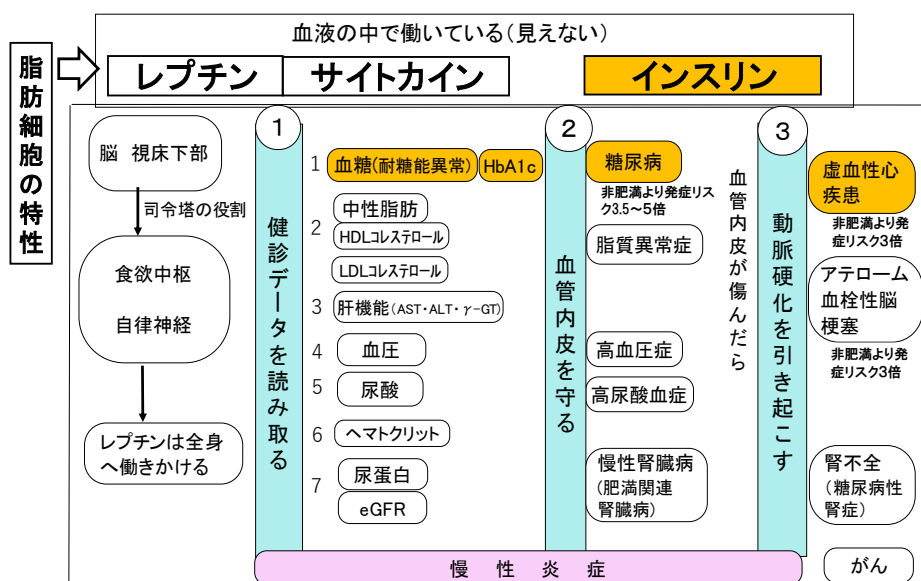 血液の中で働いている(見えない)
脂肪細胞の特性
レプチン
サイトカイン
インスリン
脳 視床下部
司令塔の役割
食欲中枢
自律神経
レプチンは全身
へ働きかける
1
健診データを読み取る
1 血糖(耐糖能異常) HbA1c
2 中性脂肪
HDLコレステロール
LDLコレステロール
3 肝機能(AST・ALT・γ-GT)
4 血圧
5 尿酸
6 ヘマトクリット
7 尿蛋白
eGFR
2
血管内皮を守る
糖尿病
非肥満より発症リス
ク3.5~5倍
脂質異常症
高血圧症
高尿酸血症
慢性腎臓病
(肥満関連
腎臓病)
血管内皮が傷んだら
3
動脈硬化を引き起こす
虚血性心
疾患
非肥満より発
症リスク3倍
アテローム
血栓性脳
梗塞
非肥満より発
症リスク3倍
腎不全
(糖尿病性
腎症)
がん
慢性炎症